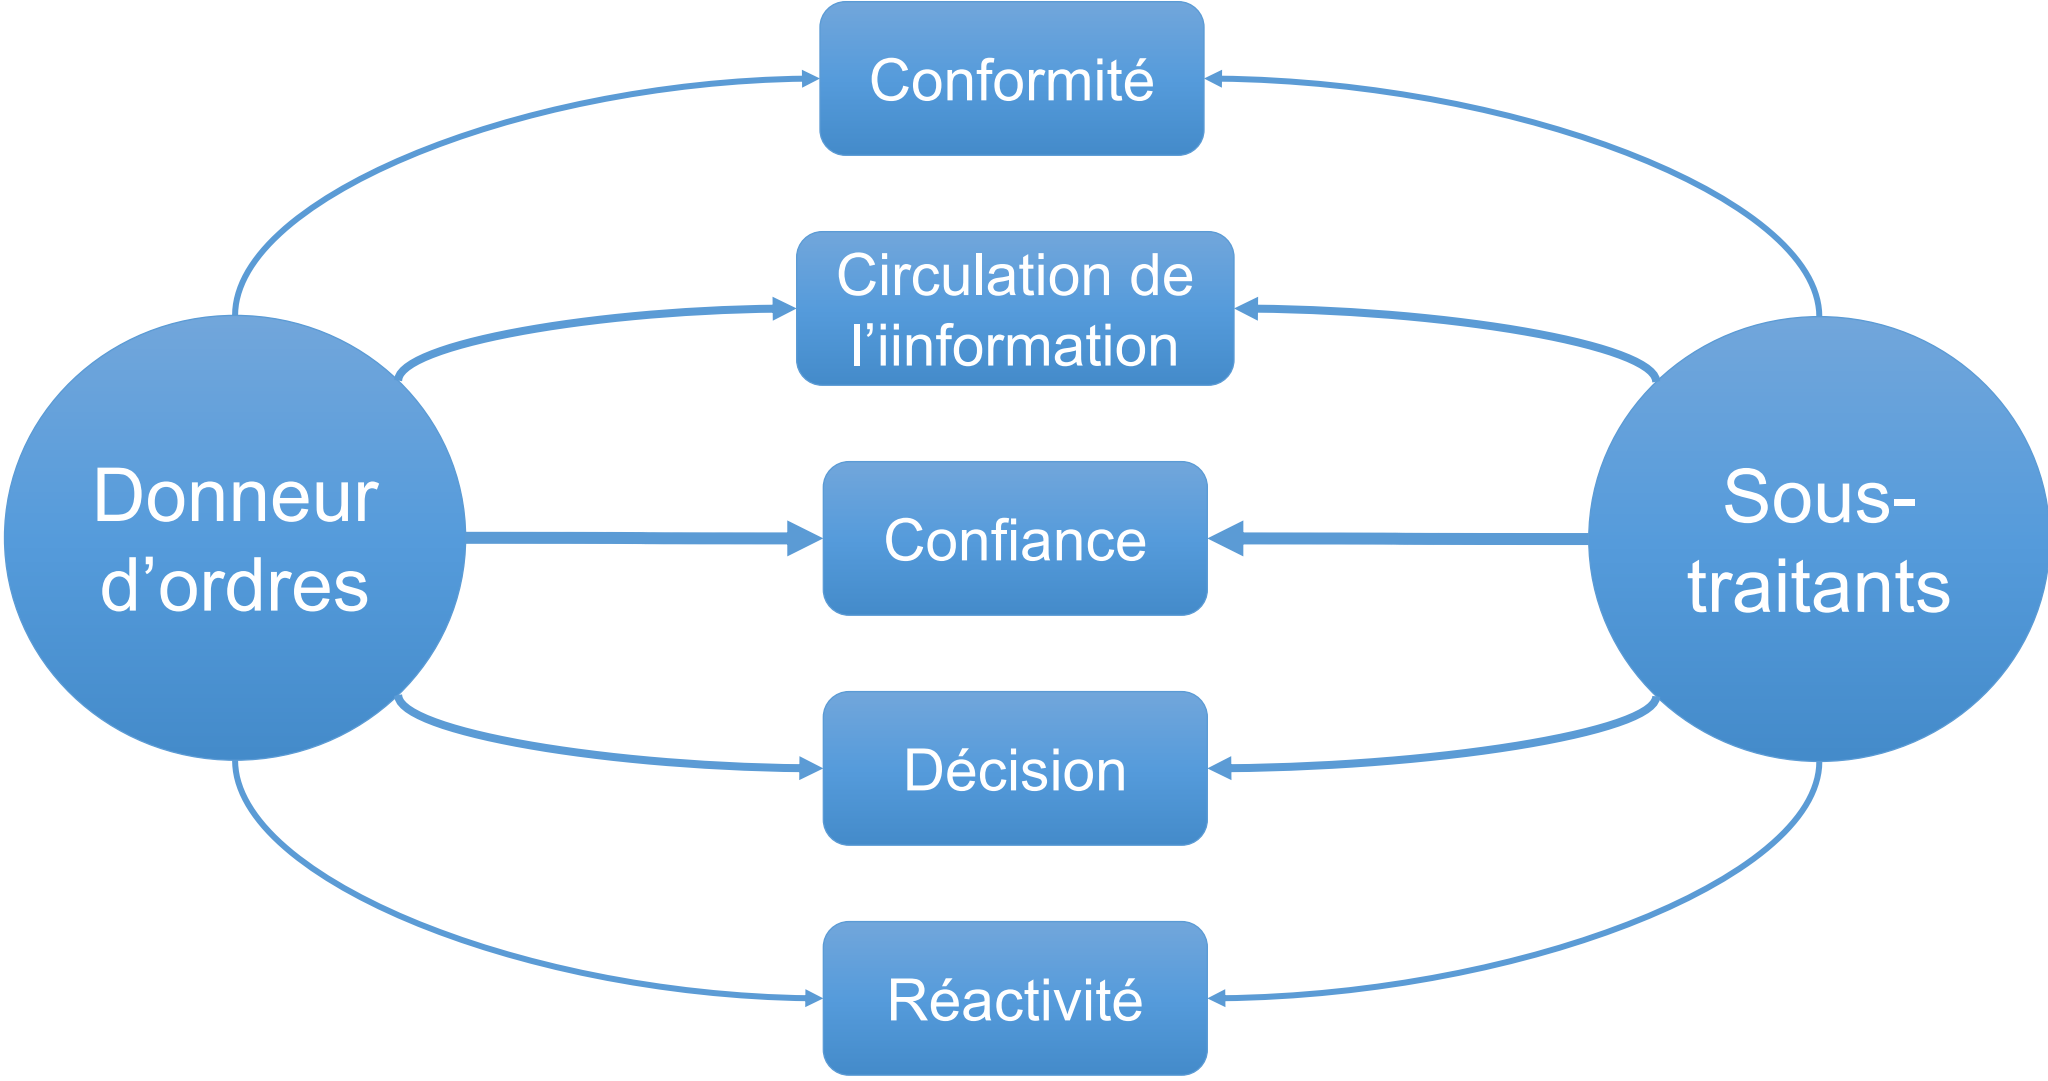 Conformité
Circulation de
l’iinformation
Donneur
d’ordres
Confiance
Sous-
traitants
Décision
Réactivité